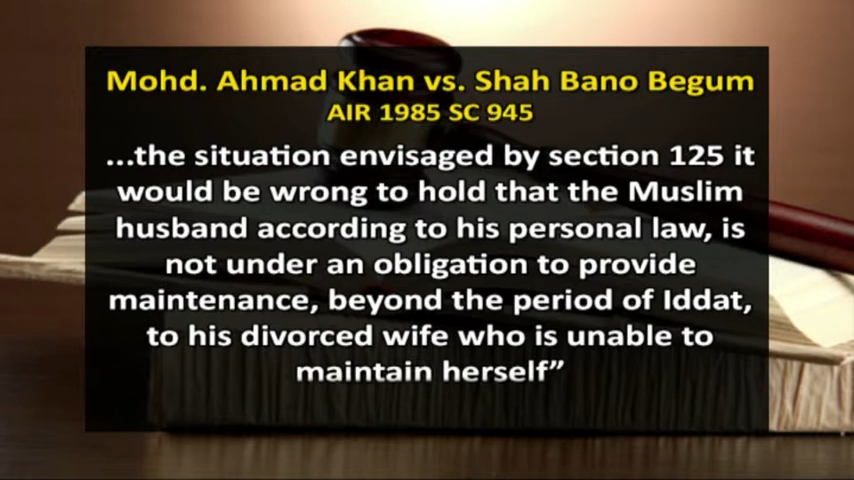 Mohd. Ahmad Khan vs. Shah Bano Begum
AIR 1985 SC 945
...the situation envisaged by section 125 it
would be wrong to hold that the Muslim
husband according to his personal law, is
not under an obligation to provide
maintenance, beyond the period of Iddat,
to his divorced wife who is unable to
maintain herself”